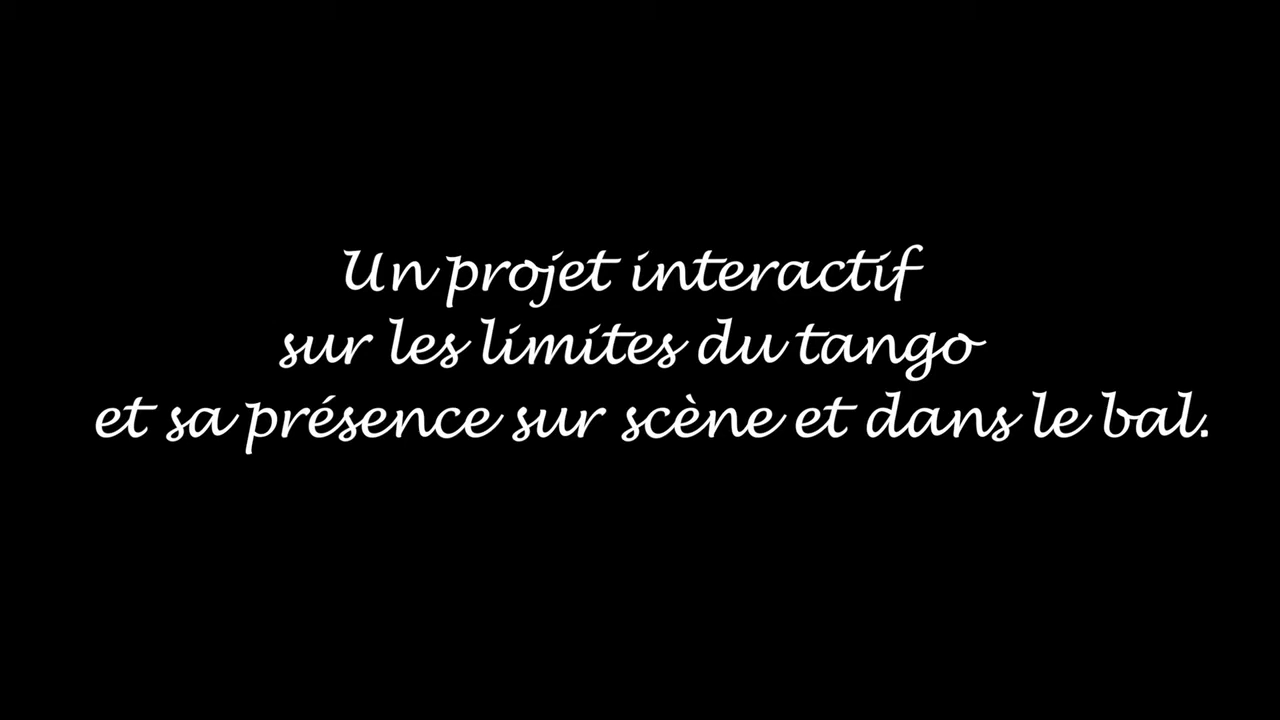 Un projet interactif
sur les limites du tango
et sa présence sur scène et dans le bal.